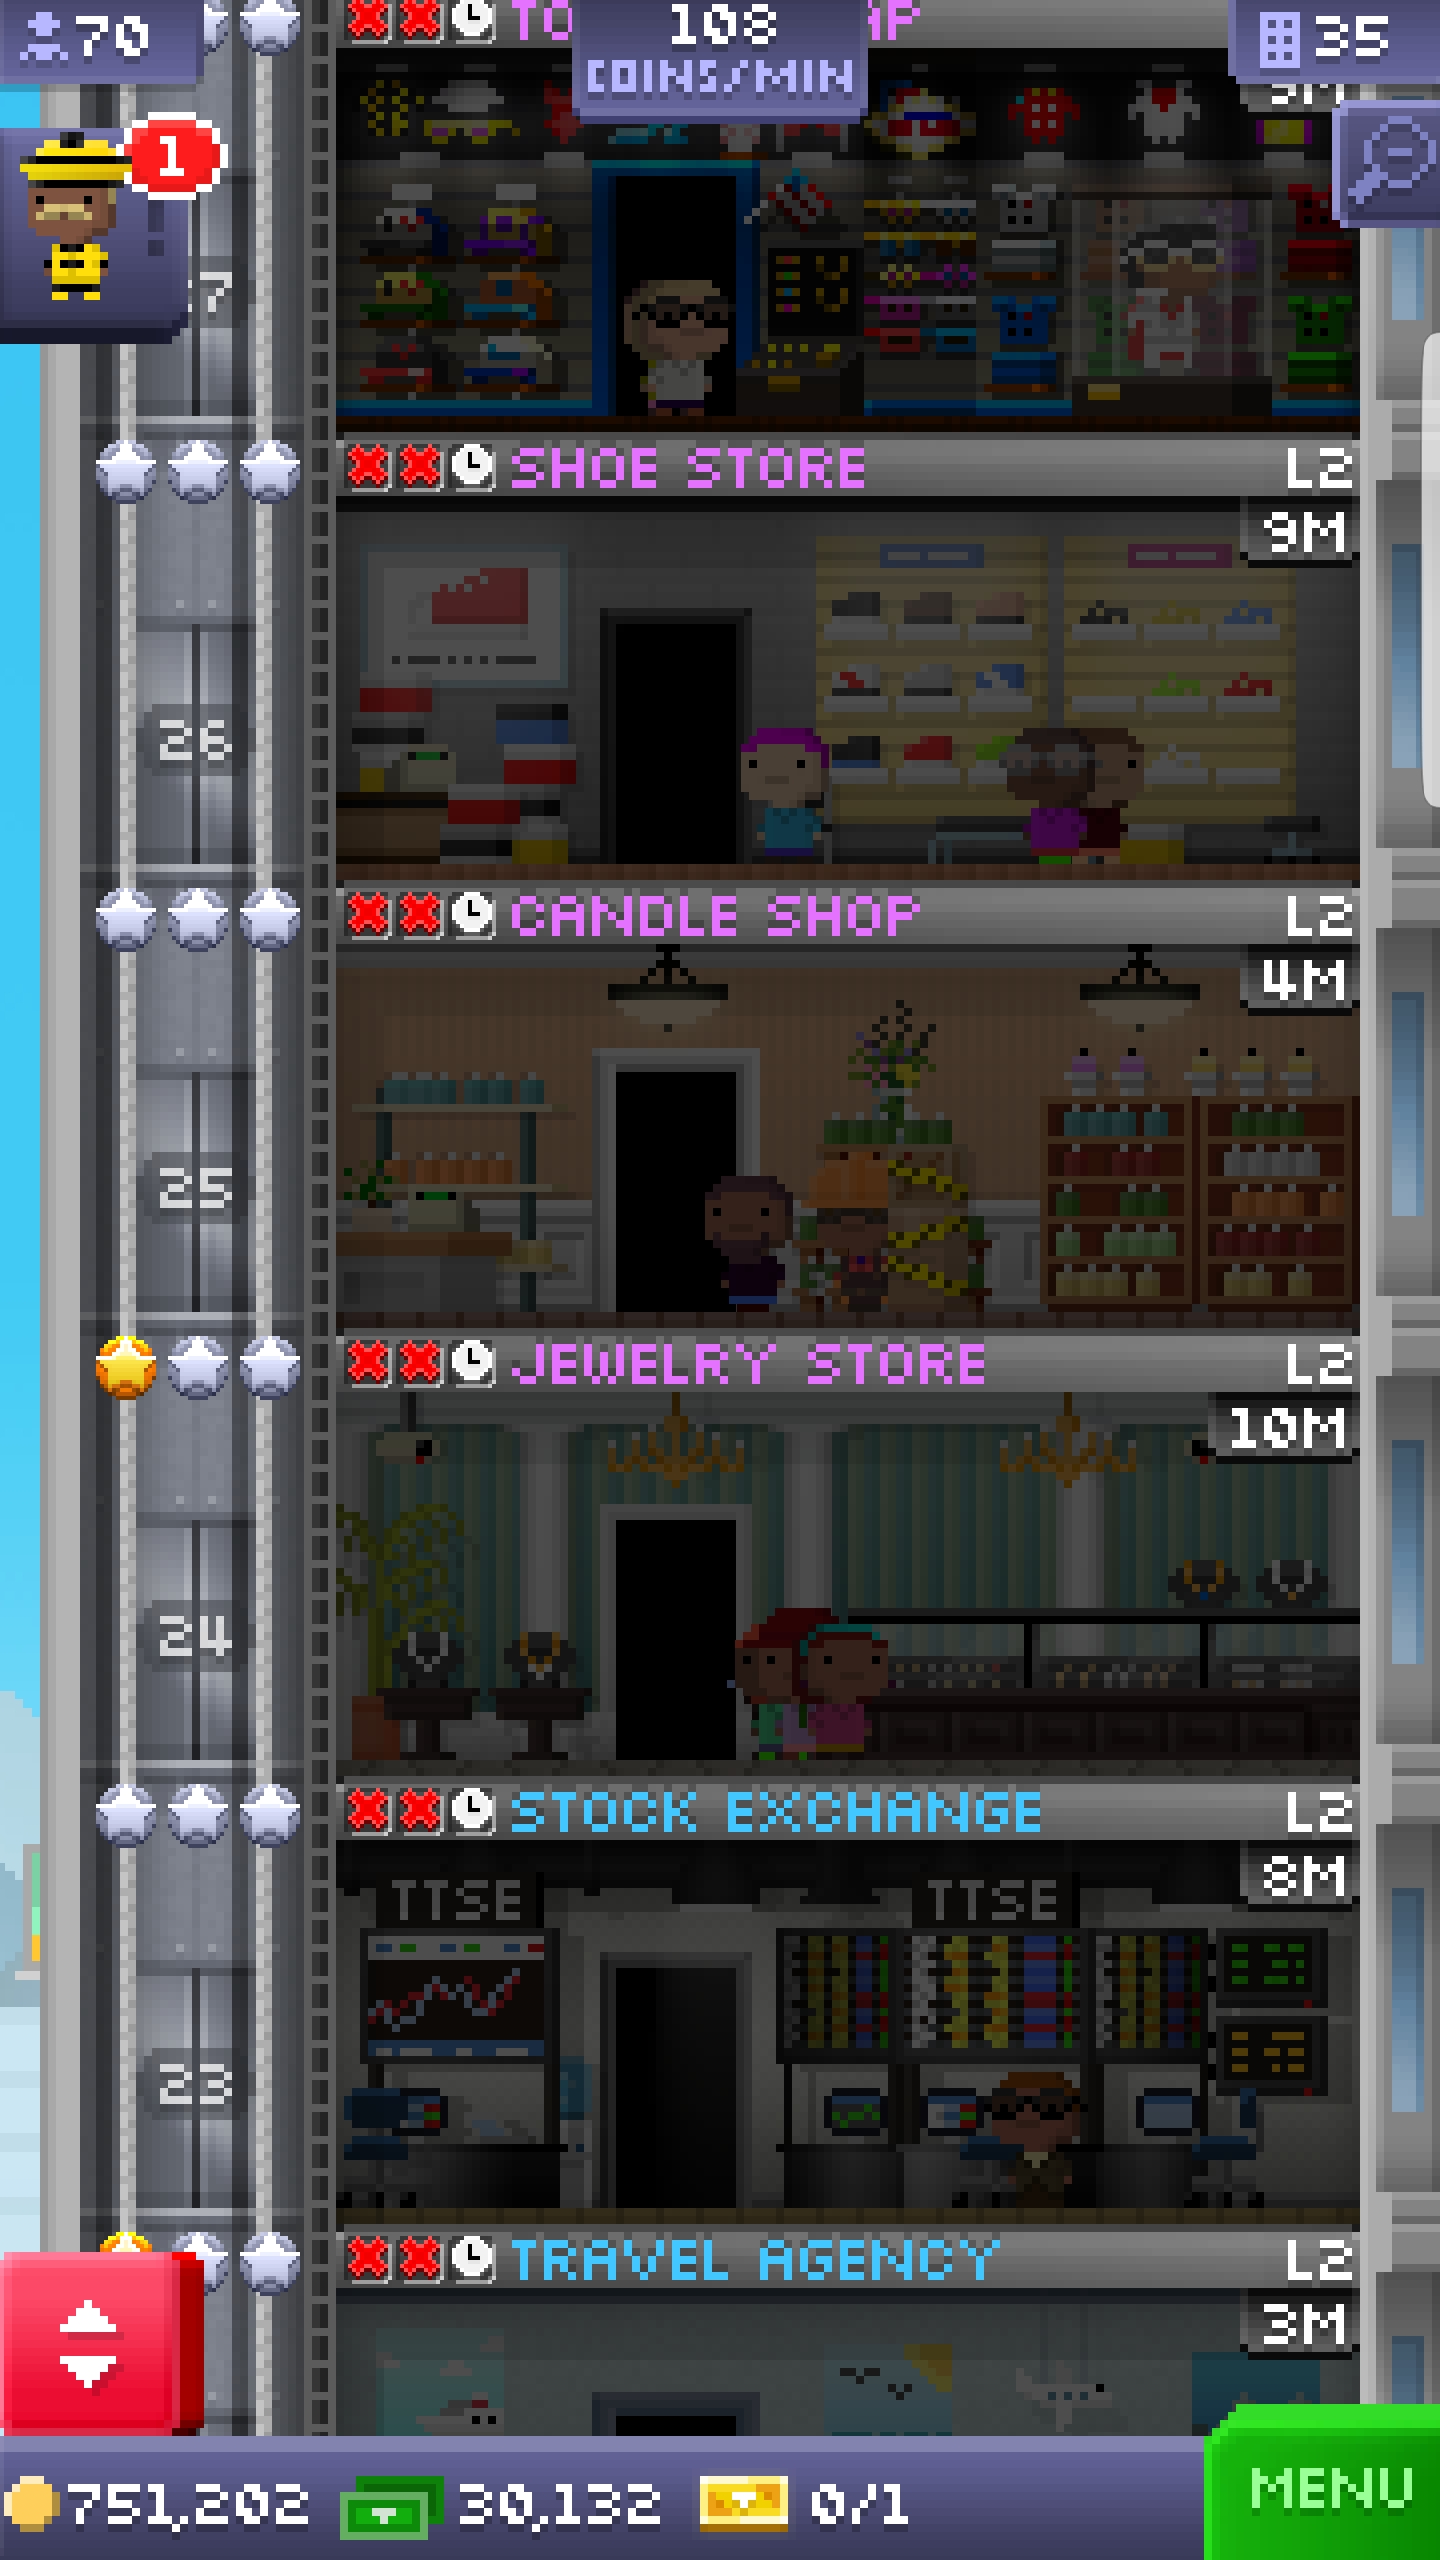 70
108
COINS/MIN
35
1
SHOE STORE L2
9M
26
CANDLE SHOP L2
4M
25
JEWELRY STORE L2
10M
24
STOCK EXCHANGE L2
8M
TTSE TTSE
23
TRAVEL AGENCY L2
3M
751,202 30,132 0/1
MENU